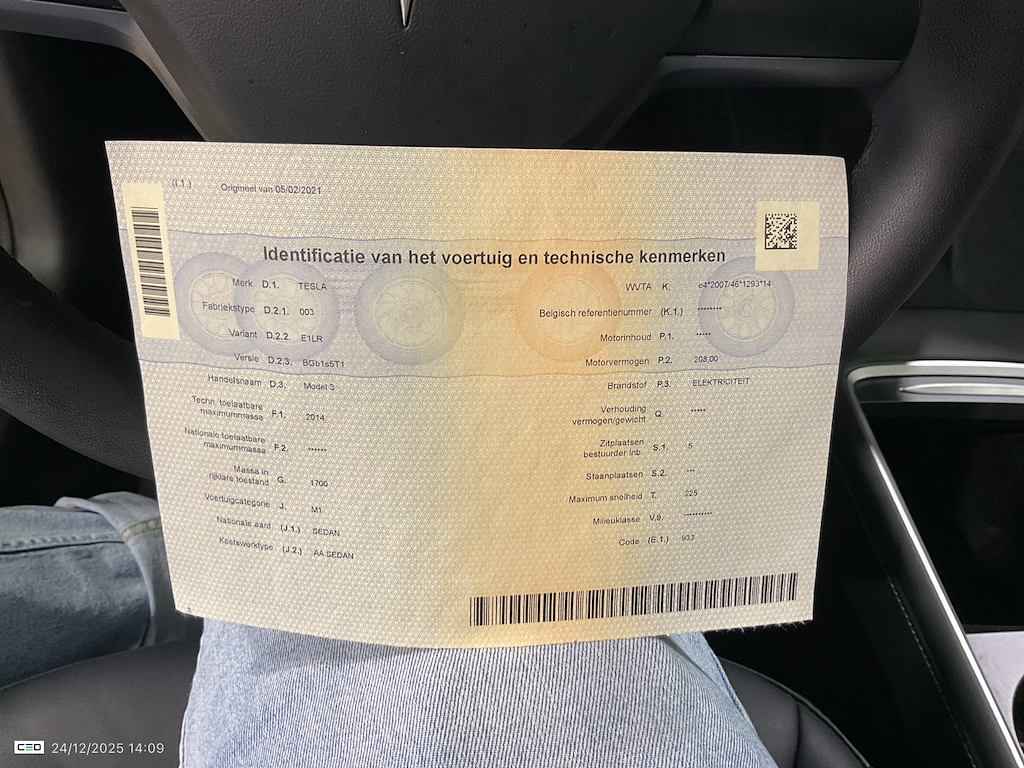 (I.1.) Origineel van 05/02/2021
Identificatie van het voertuig en technische kenmerken
Merk D.1. TESLA
Fabriekstype D.2.1. 003
Variant D.2.2. E1LR
Versie D.2.3. BGb1s5T1
Handelsnaam D.3. Model 3
Techn. toelaatbare
maximummassa F.1. 2014
Nationale toelaatbare
maximummassa F.2. ******
Massa in
rijklare toestand G. 1700
Voertuigcategorie J. M1
Nationale aard (J.1.) SEDAN
Koetswerktype (J.2.) AA SEDAN
WVTA K. e4*2007/46*1293*14
Belgisch referentienummer (K.1.) ********
Motorinhoud P.1. *****
Motorvermogen P.2. 208,00
Brandstof P.3. ELEKTRICITEIT
Verhouding
vermogen/gewicht Q. *****
Zitplaatsen
bestuurder inb. S.1. 5
Staanplaatsen S.2. ***
Maximum snelheid T. 225
Milieuklasse V.9. **********
Code (E.1.) 933
CEO 24/12/2025 14:09